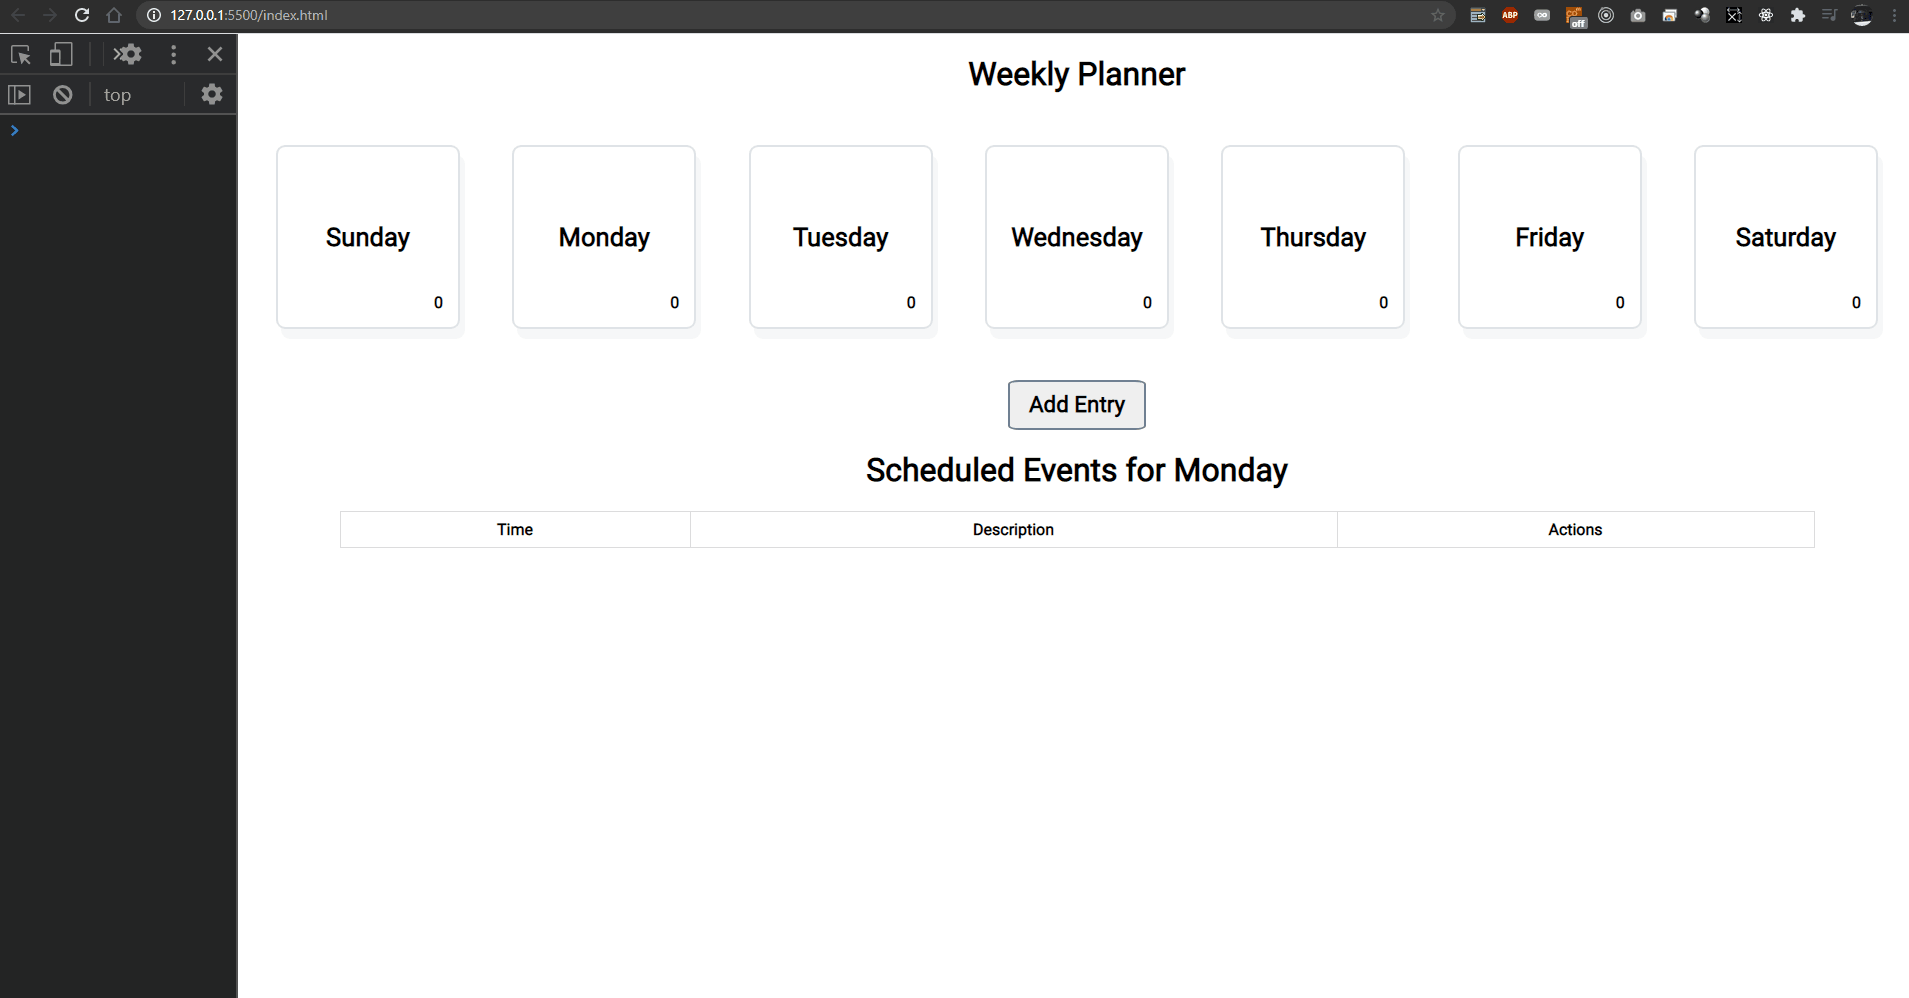 127.0.0.1:5500/index.html
ABP
off
top
Weekly Planner
Sunday Monday Tuesday Wednesday Thursday Friday Saturday
0 0 0 0 0 0 0
Add Entry
Scheduled Events for Monday
Time Description Actions